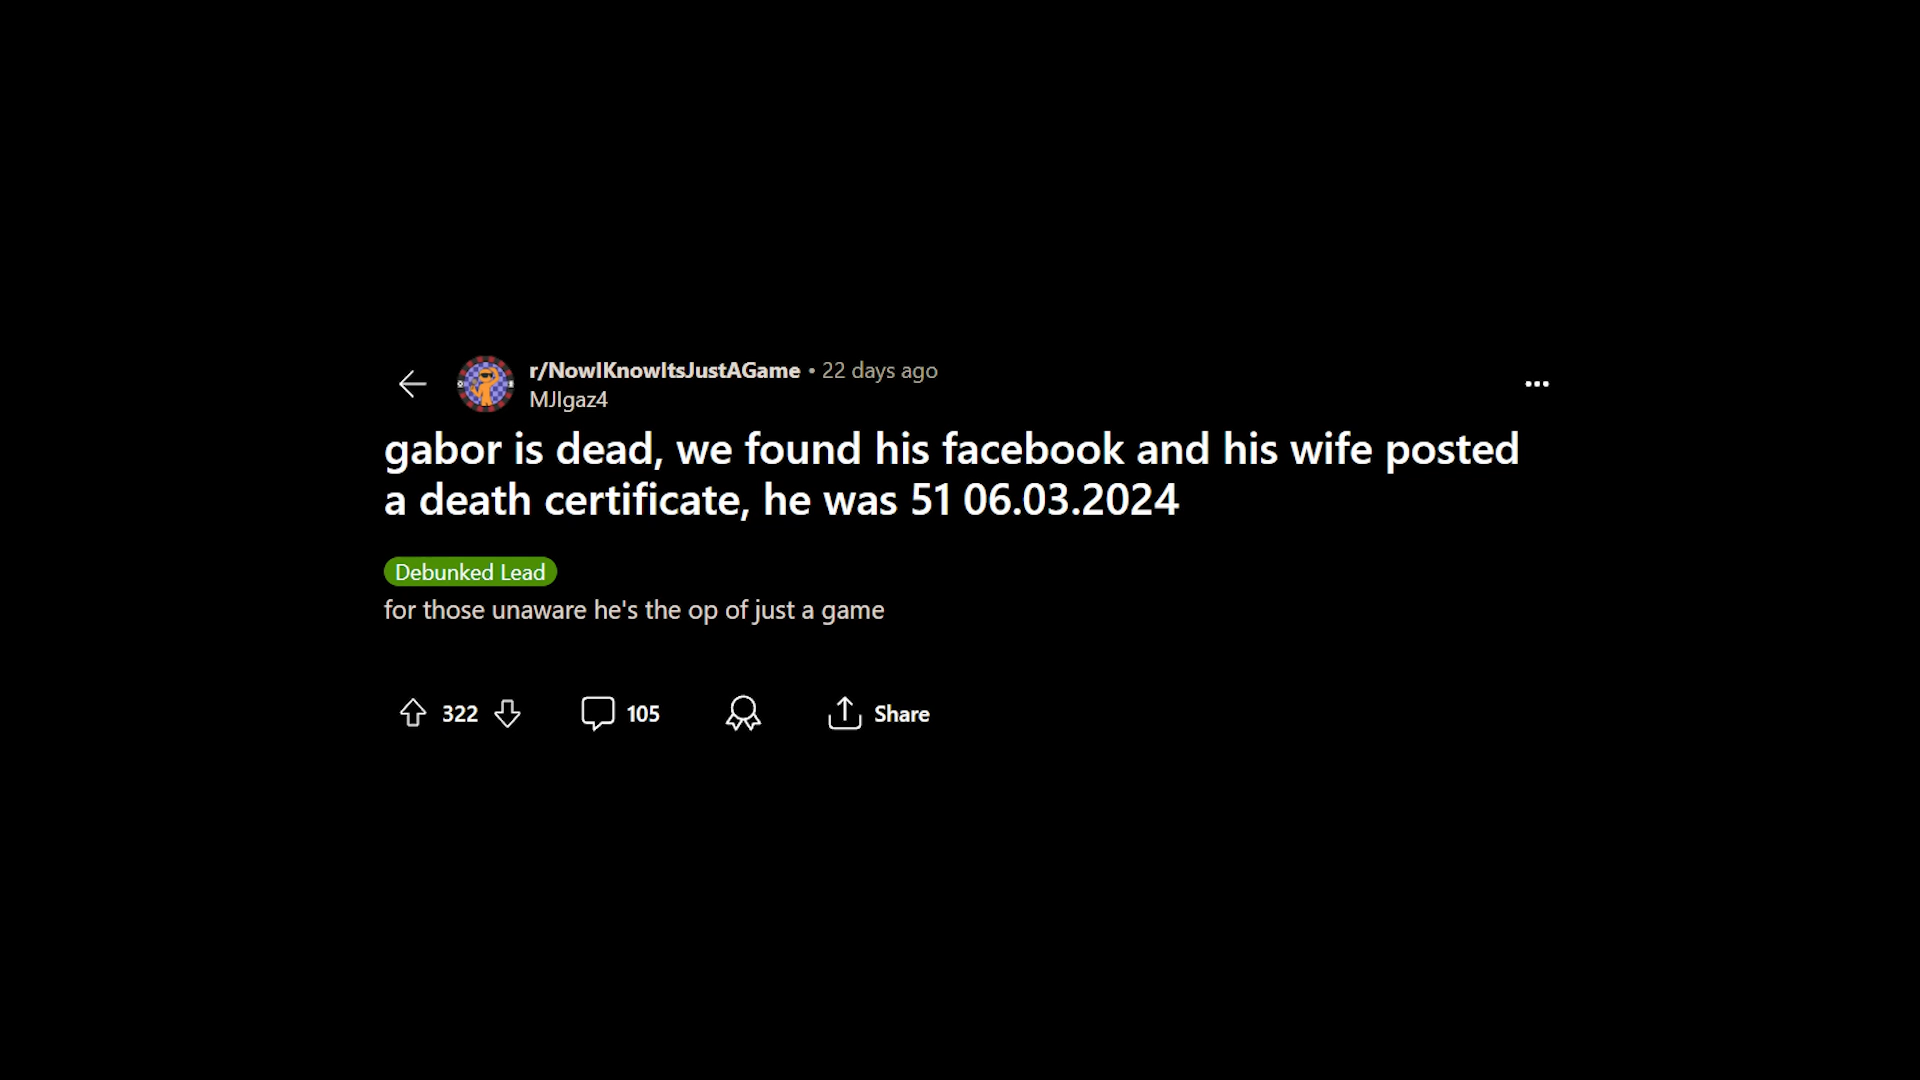 r/NowIKnowItsJustAGame • 22 days ago
MJIgaz4
gabor is dead, we found his facebook and his wife posted
a death certificate, he was 51 06.03.2024
Debunked Lead
for those unaware he's the op of just a game
322
105
Share